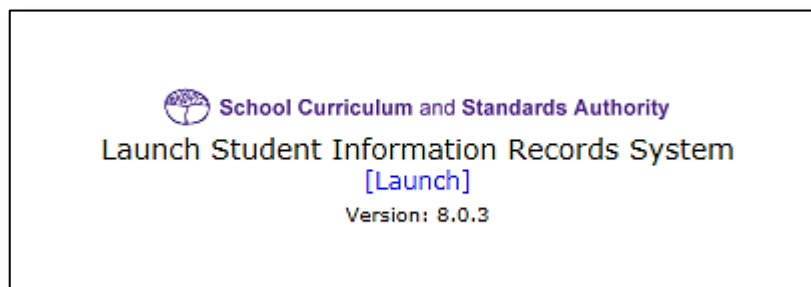 School Curriculum and Standards Authority
Launch Student Information Records System
[Launch]
Version: 8.0.3